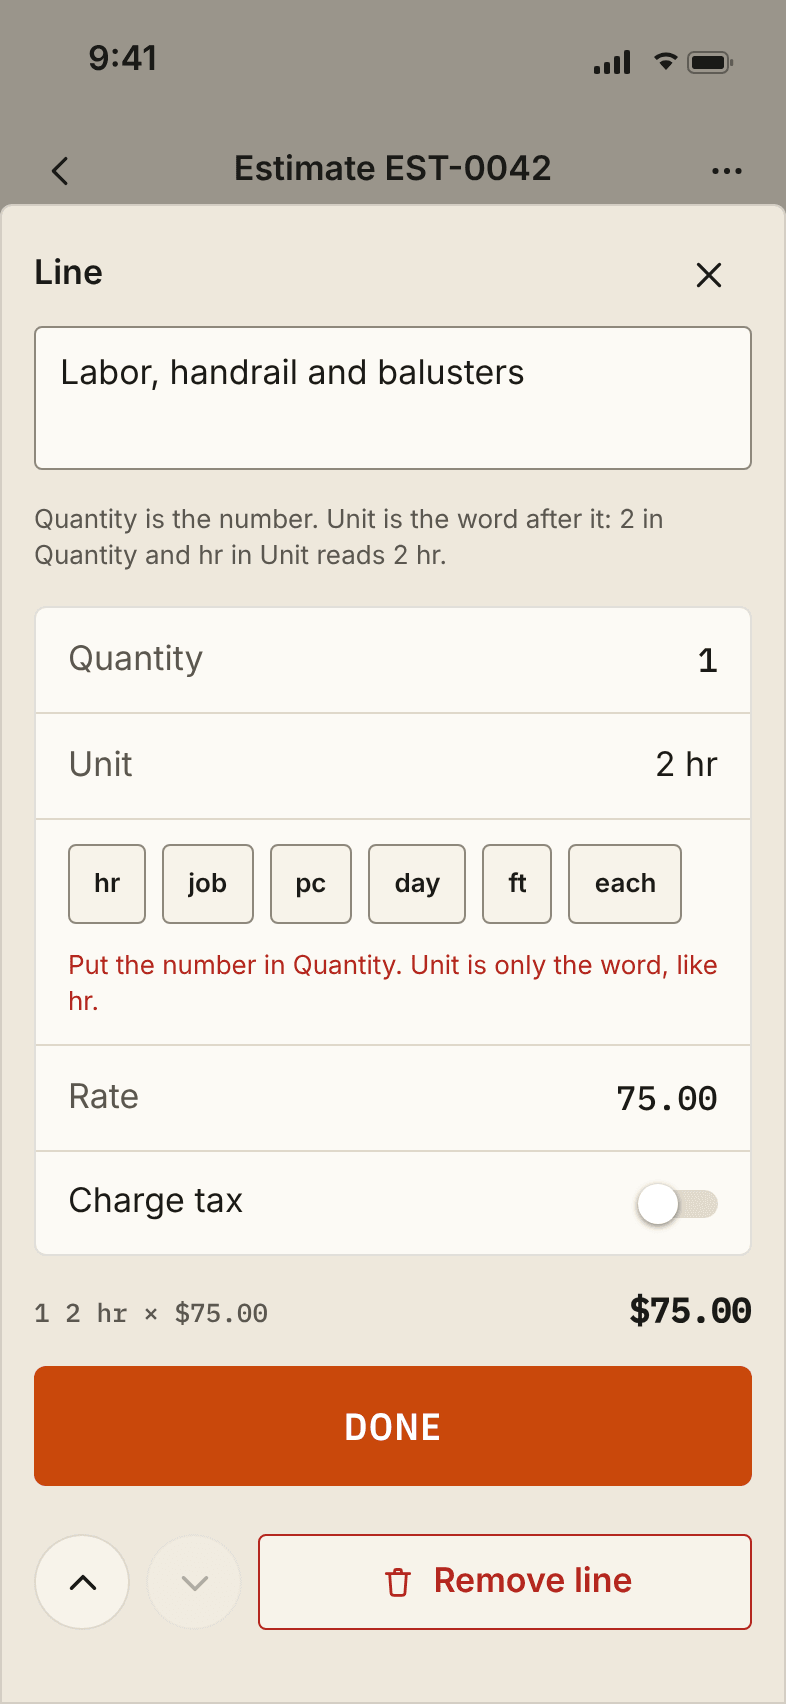 9:41
Estimate EST-0042
Line
Labor, handrail and balusters
Quantity is the number. Unit is the word after it: 2 in
Quantity and hr in Unit reads 2 hr.
Quantity 1
Unit 2 hr
hr job pc day ft each
Put the number in Quantity. Unit is only the word, like
hr.
Rate 75.00
Charge tax
1 2 hr × $75.00 $75.00
DONE
Remove line